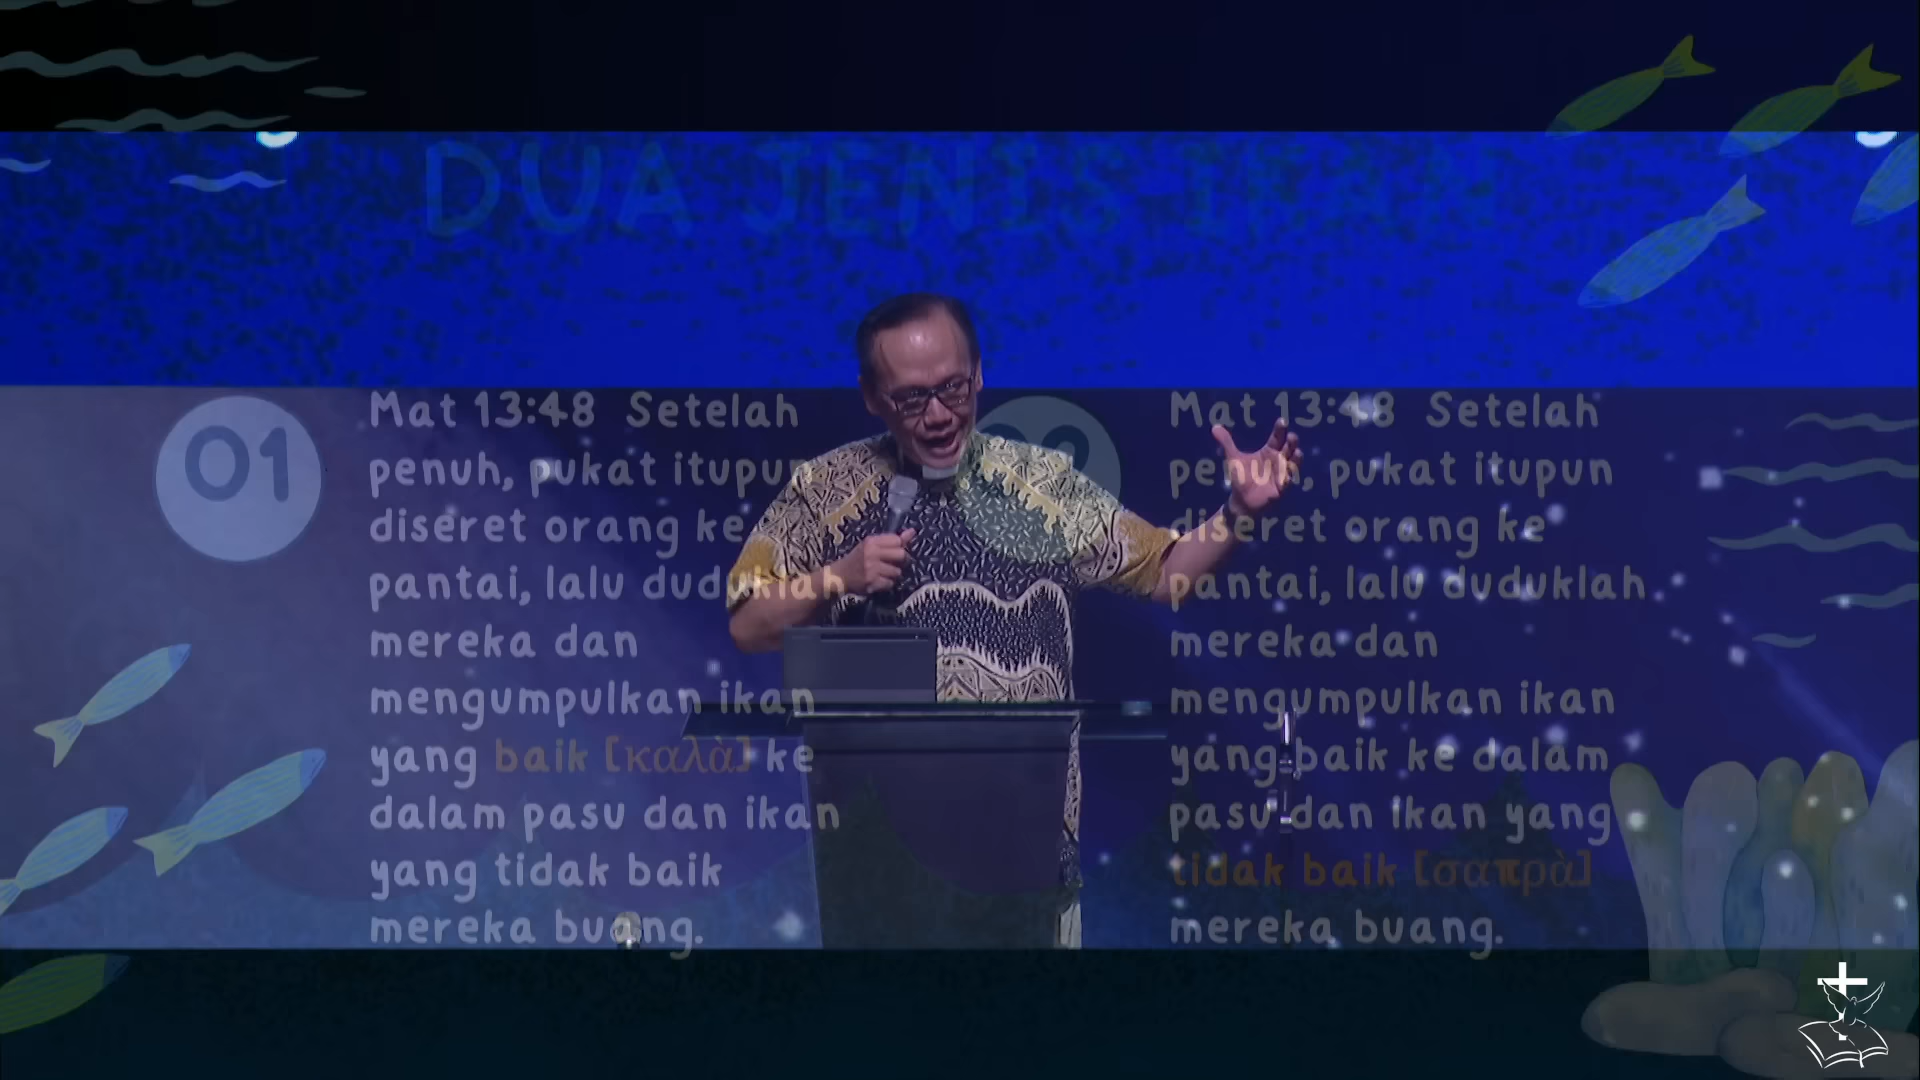 DUA JENIS IKAN
01
Mat 13:48 Setelah
penuh, pukat itupun
diseret orang ke
pantai, lalu duduklah
mereka dan
mengumpulkan ikan
yang baik [καλὰ] ke
dalam pasu dan ikan
yang tidak baik
mereka buang.
02
Mat 13:48 Setelah
penuh, pukat itupun
diseret orang ke
pantai, lalu duduklah
mereka dan
mengumpulkan ikan
yang baik ke dalam
pasu dan ikan yang
tidak baik [σαπρὰ]
mereka buang.